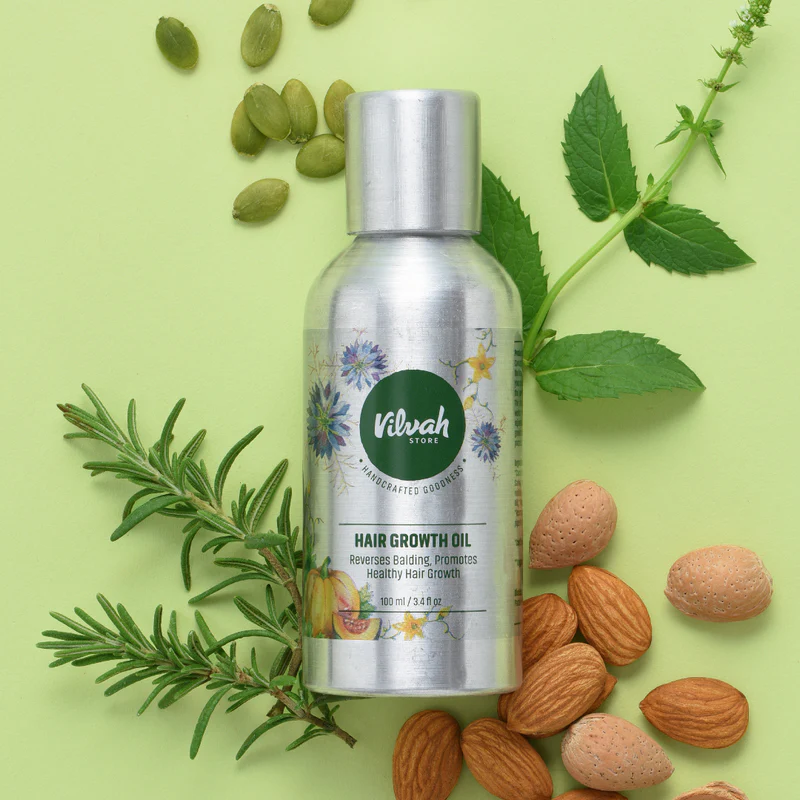 Vilvah
STORE
• HANDCRAFTED GOODNESS •
HAIR GROWTH OIL
Reverses Balding, Promotes
Healthy Hair Growth
100 ml / 3.4 fl oz